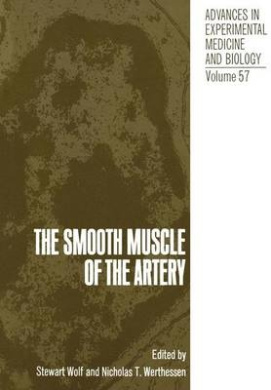 ADVANCES IN
EXPERIMENTAL
MEDICINE
AND BIOLOGY
Volume 57
THE SMOOTH MUSCLE
OF THE ARTERY
Edited by
Stewart Wolf and Nicholas T. Werthessen